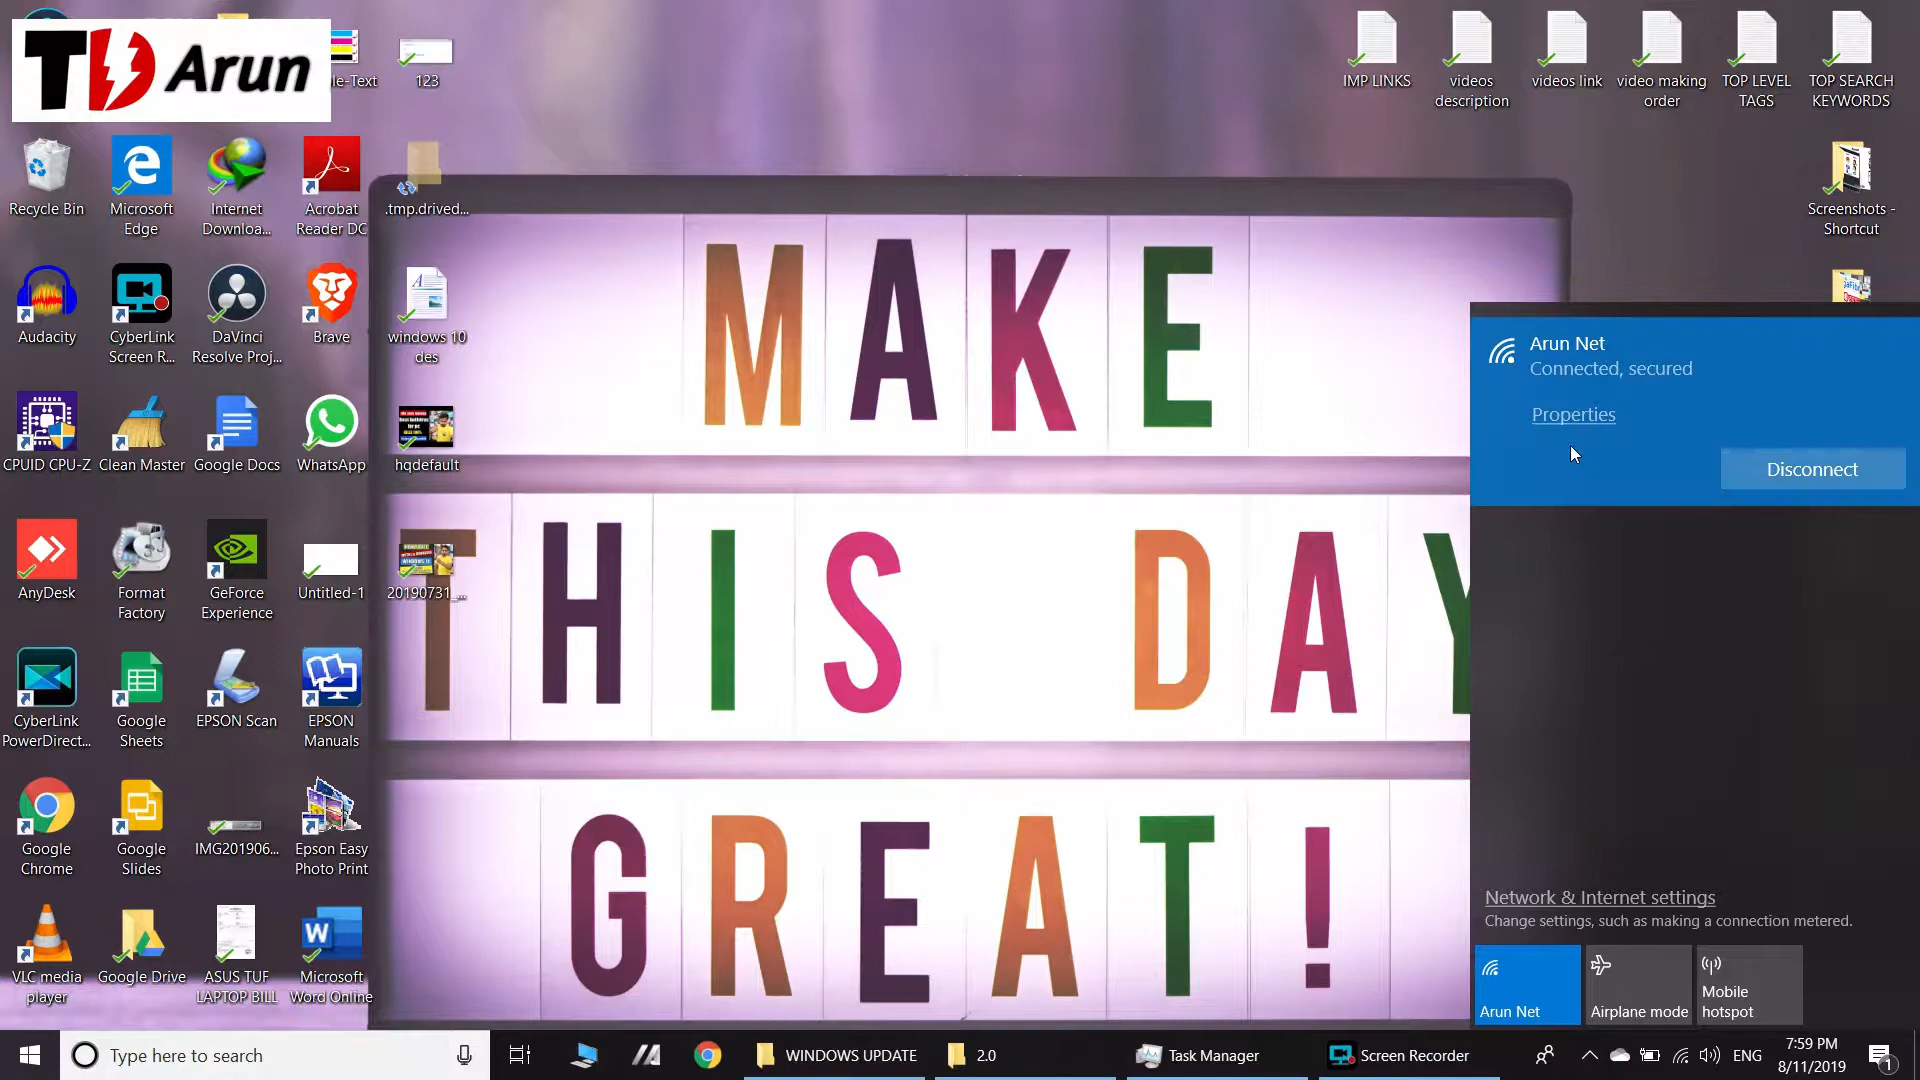 TD Arun
le-Text
123
IMP LINKS
videos
description
videos link
video making
order
TOP LEVEL
TAGS
TOP SEARCH
KEYWORDS
Recycle Bin
Microsoft
Edge
Internet
Downloa...
Acrobat
Reader DC
.tmp.drived...
Screenshots -
Shortcut
MAKE
THIS DAY
GREAT!
Audacity
CyberLink
Screen R...
DaVinci
Resolve Proj...
Brave
windows 10
des
CPUID CPU-Z
Clean Master
Google Docs
WhatsApp
hqdefault
AnyDesk
Format
Factory
GeForce
Experience
Untitled-1
20190731_...
CyberLink
PowerDirect...
Google
Sheets
EPSON Scan
EPSON
Manuals
Google
Chrome
Google
Slides
IMG201906...
Epson Easy
Photo Print
VLC media
player
Google Drive
ASUS TUF
LAPTOP BILL
Microsoft
Word Online
Arun Net
Connected, secured
Properties
Disconnect
Network & Internet settings
Change settings, such as making a connection metered.
Arun Net
Airplane mode
Mobile
hotspot
Type here to search
WINDOWS UPDATE
2.0
Task Manager
Screen Recorder
ENG
7:59 PM
8/11/2019
1